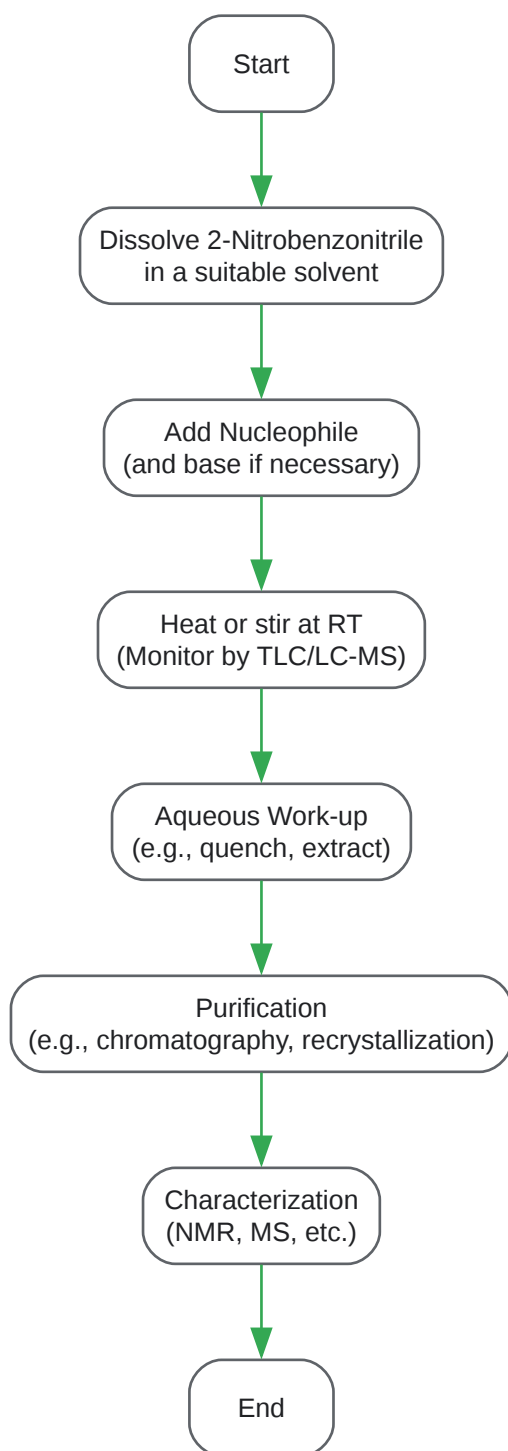 Start
Dissolve 2-Nitrobenzonitrile
in a suitable solvent
Add Nucleophile
(and base if necessary)
Heat or stir at RT
(Monitor by TLC/LC-MS)
Aqueous Work-up
(e.g., quench, extract)
Purification
(e.g., chromatography, recrystallization)
Characterization
(NMR, MS, etc.)
End